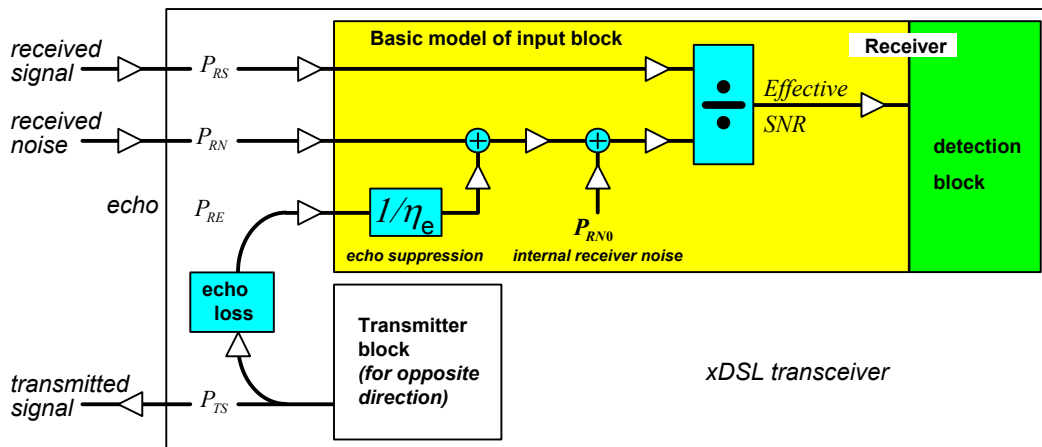 received
signal
P_RS
Basic model of input block
Receiver
Effective
SNR
received
noise
P_RN
detection
block
echo
P_RE
1/η_e
P_RN0
echo suppression
internal receiver noise
echo
loss
Transmitter
block
(for opposite
direction)
xDSL transceiver
transmitted
signal
P_TS